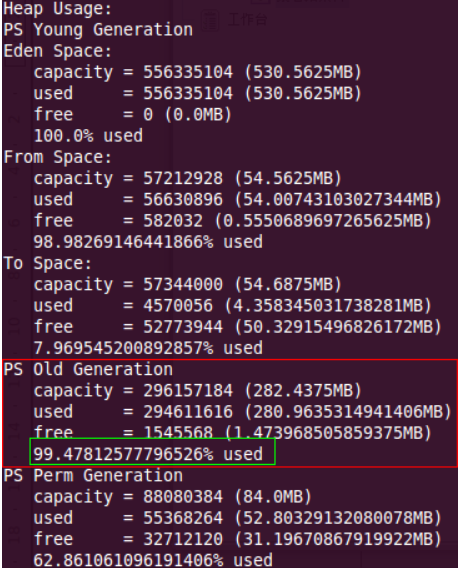 Heap Usage:
PS Young Generation
Eden Space:
   capacity = 556335104 (530.5625MB)
   used     = 556335104 (530.5625MB)
   free     = 0 (0.0MB)
   100.0% used
From Space:
   capacity = 57212928 (54.5625MB)
   used     = 56630896 (54.00743103027344MB)
   free     = 582032 (0.5550689697265625MB)
   98.98269146441866% used
To Space:
   capacity = 57344000 (54.6875MB)
   used     = 4570056 (4.358345031738281MB)
   free     = 52773944 (50.32915496826172MB)
   7.969545200892857% used
PS Old Generation
   capacity = 296157184 (282.4375MB)
   used     = 294611616 (280.9635314941406MB)
   free     = 1545568 (1.473968505859375MB)
   99.47812577796526% used
PS Perm Generation
   capacity = 88080384 (84.0MB)
   used     = 55368264 (52.80329132080078MB)
   free     = 32712120 (31.19670867919922MB)
   62.861061096191406% used